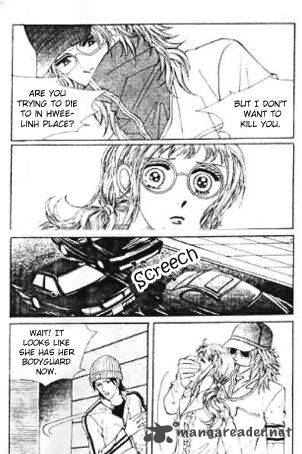 ARE YOU
TRYING TO DIE
TO IN HWEE-
LINH PLACE?
BUT I DON'T
WANT TO
KILL YOU.
Screech
WAIT! IT
LOOKS LIKE
SHE HAS HER
BODYGUARD
NOW.
mangareader.net